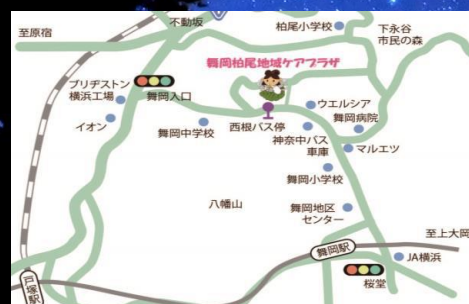 至原宿
不動坂
柏尾小学校
下永谷
市民の森
舞岡柏尾地域ケアプラザ
ブリヂストン
横浜工場
舞岡入口
イオン
舞岡中学校
西根バス停
ウエルシア
舞岡病院
神奈中バス
車庫
マルエツ
舞岡小学校
八幡山
舞岡地区
センター
至上大岡
舞岡駅
JA横浜
戸塚駅
桜堂